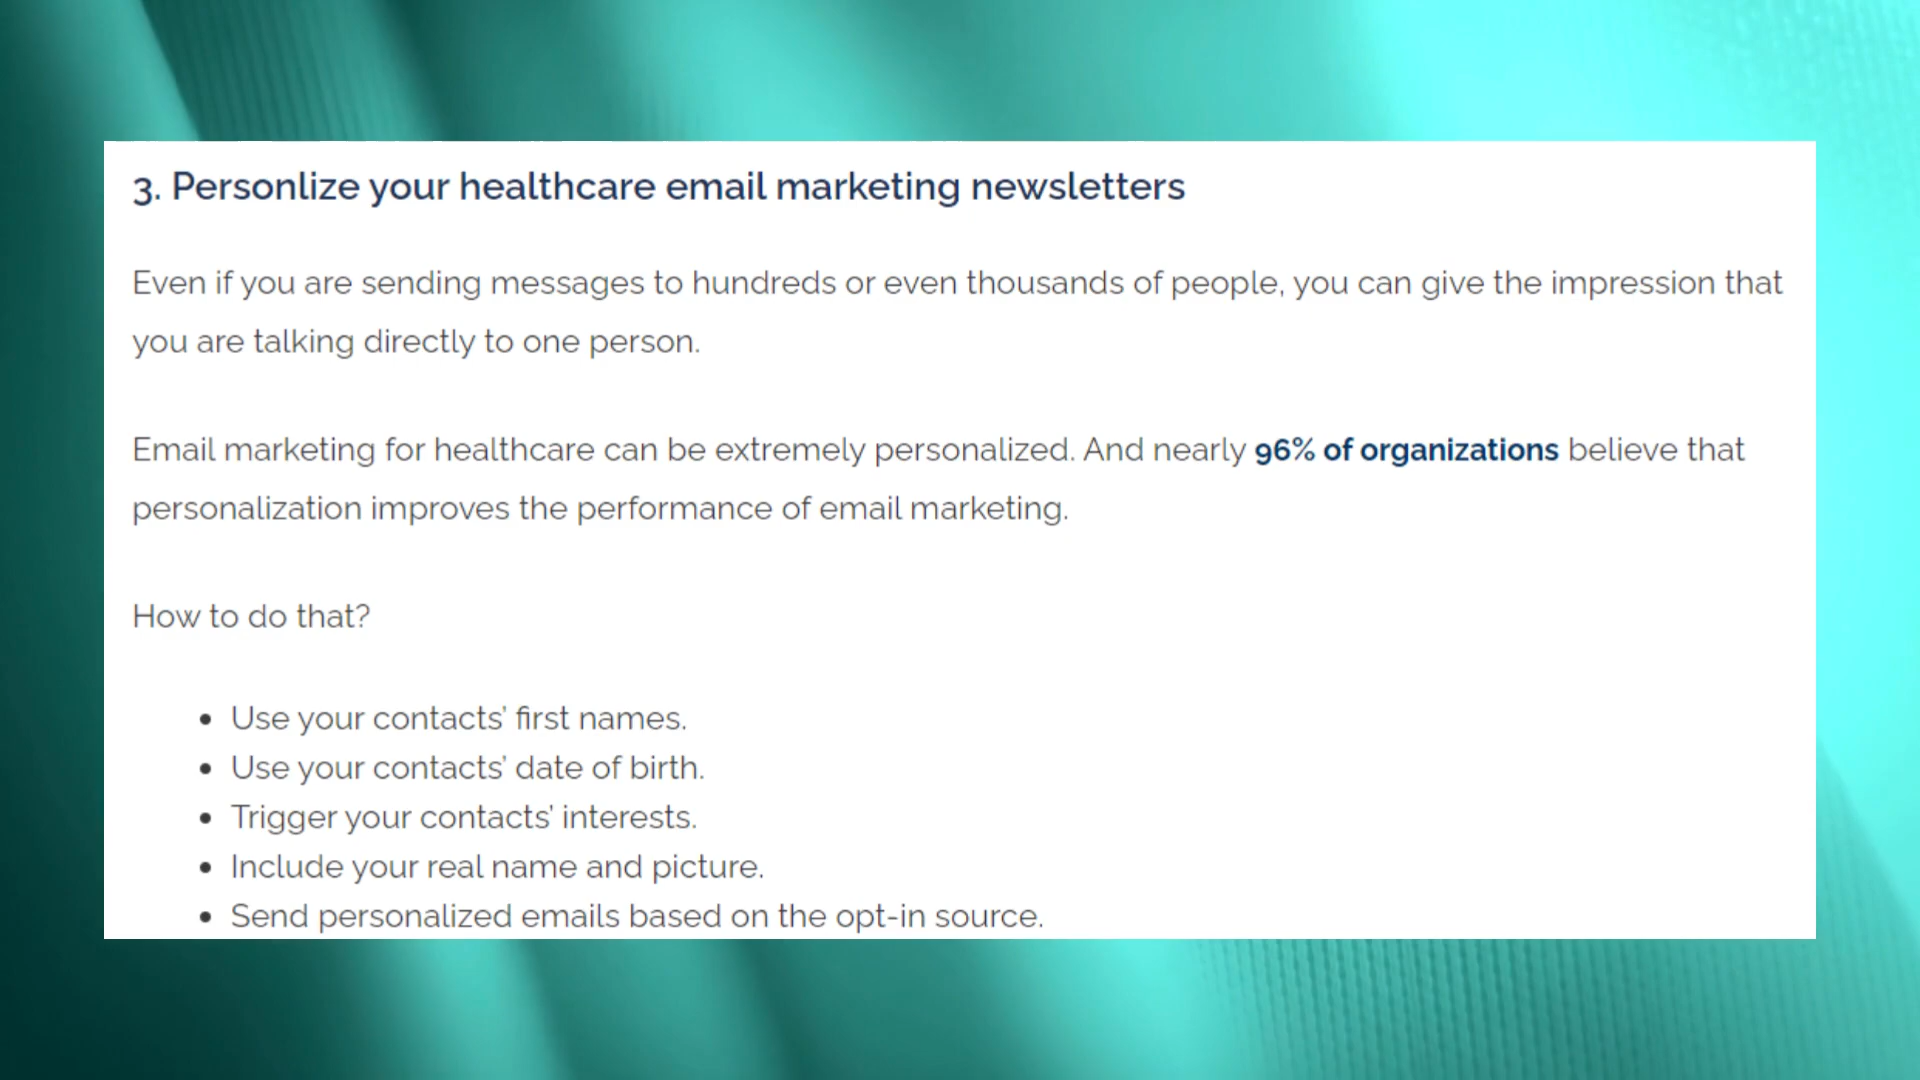 3. Personlize your healthcare email marketing newsletters
Even if you are sending messages to hundreds or even thousands of people, you can give the impression that
you are talking directly to one person.
Email marketing for healthcare can be extremely personalized. And nearly 96% of organizations believe that
personalization improves the performance of email marketing.
How to do that?
• Use your contacts' first names.
• Use your contacts' date of birth.
• Trigger your contacts' interests.
• Include your real name and picture.
• Send personalized emails based on the opt-in source.